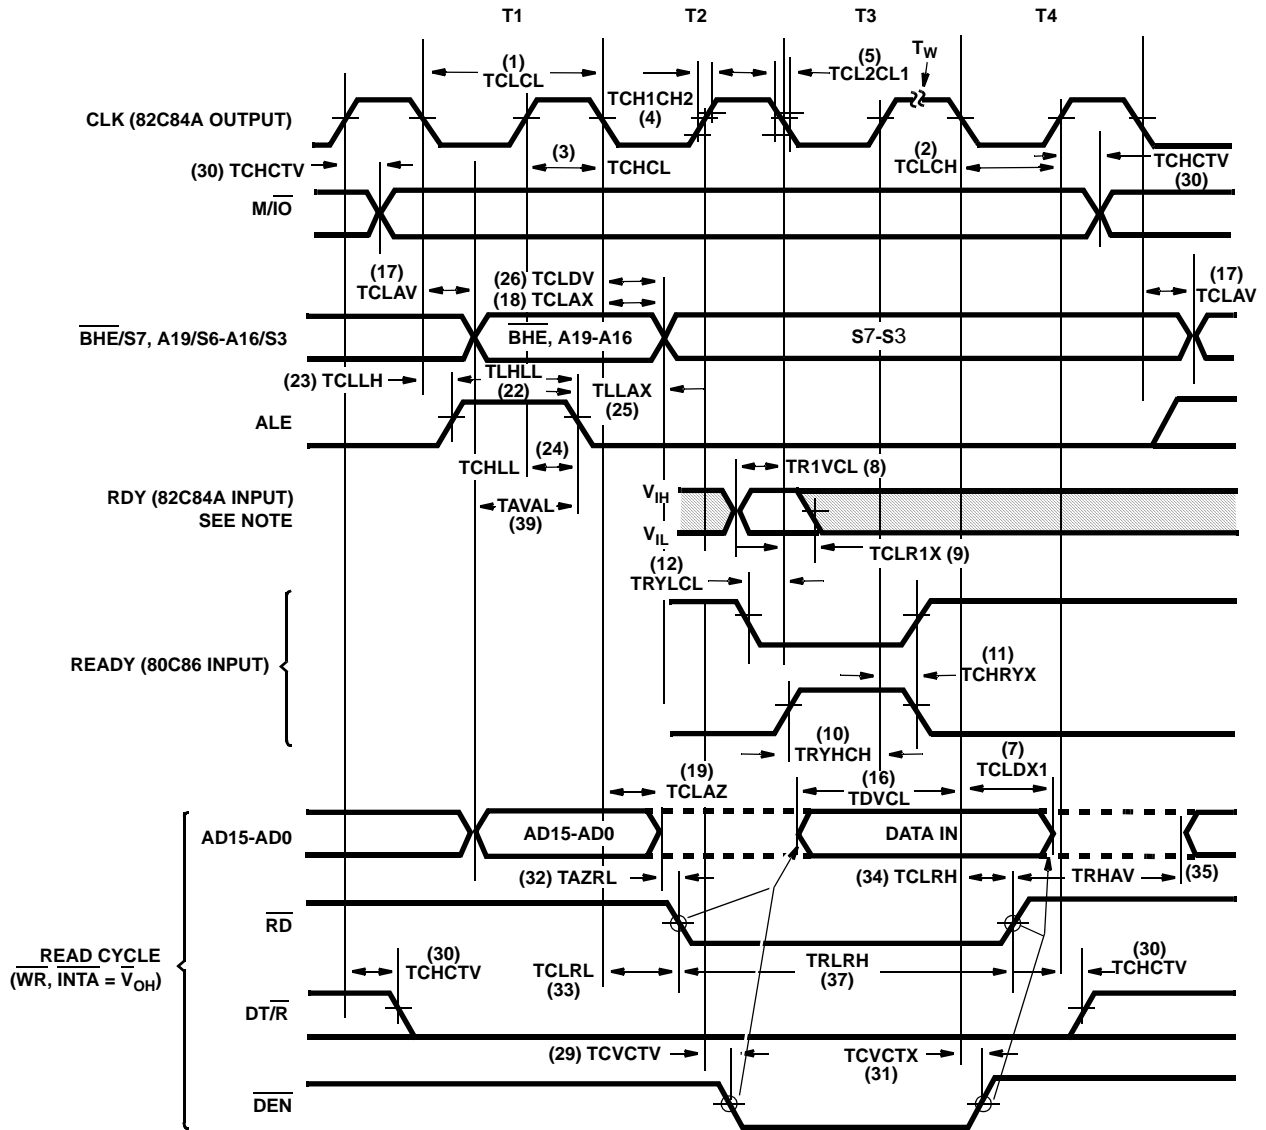 T1 T2 T3 T4
(1)
TCLCL
TCH1CH2
(4)
(5)
TCL2CL1
TW
CLK (82C84A OUTPUT)
(3)
TCHCL
(2)
TCLCH
(30) TCHCTV
TCHCTV
(30)
M/IO
(17)
TCLAV
(26) TCLDV
(18) TCLAX
(17)
TCLAV
BHE/S7, A19/S6-A16/S3
BHE, A19-A16
S7-S3
(23) TCLLH
TLHLL
(22)
TLLAX
(25)
ALE
(24)
TCHLL
TR1VCL (8)
RDY (82C84A INPUT)
SEE NOTE
VIH
VIL
TAVAL
(39)
TCLR1X (9)
(12)
TRYLCL
READY (80C86 INPUT)
(11)
TCHRYX
(10)
TRYHCH
(7)
TCLDX1
(19)
TCLAZ
(16)
TDVCL
AD15-AD0
AD15-AD0
DATA IN
(32) TAZRL
(34) TCLRH
TRHAV
(35)
RD
READ CYCLE
(WR, INTA = VOH)
(30)
TCHCTV
TCLRL
(33)
TRLRH
(37)
(30)
TCHCTV
DT/R
(29) TCVCTV
TCVCTX
(31)
DEN